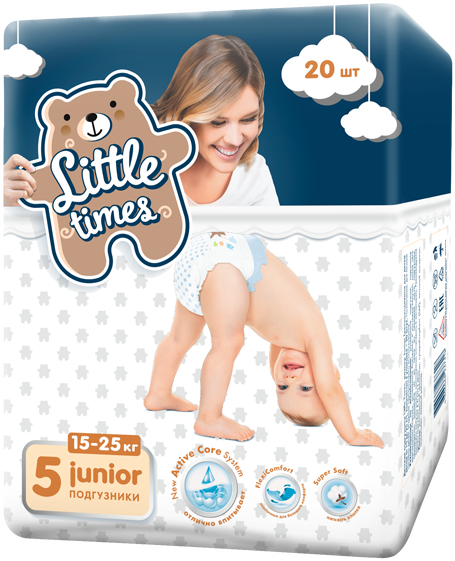 20 шт
Little
times
15-25 кг
5 junior
ПОДГУЗНИКИ
New Active Core System
отлично впитывает
FlexiComfort
Super Soft
EAC